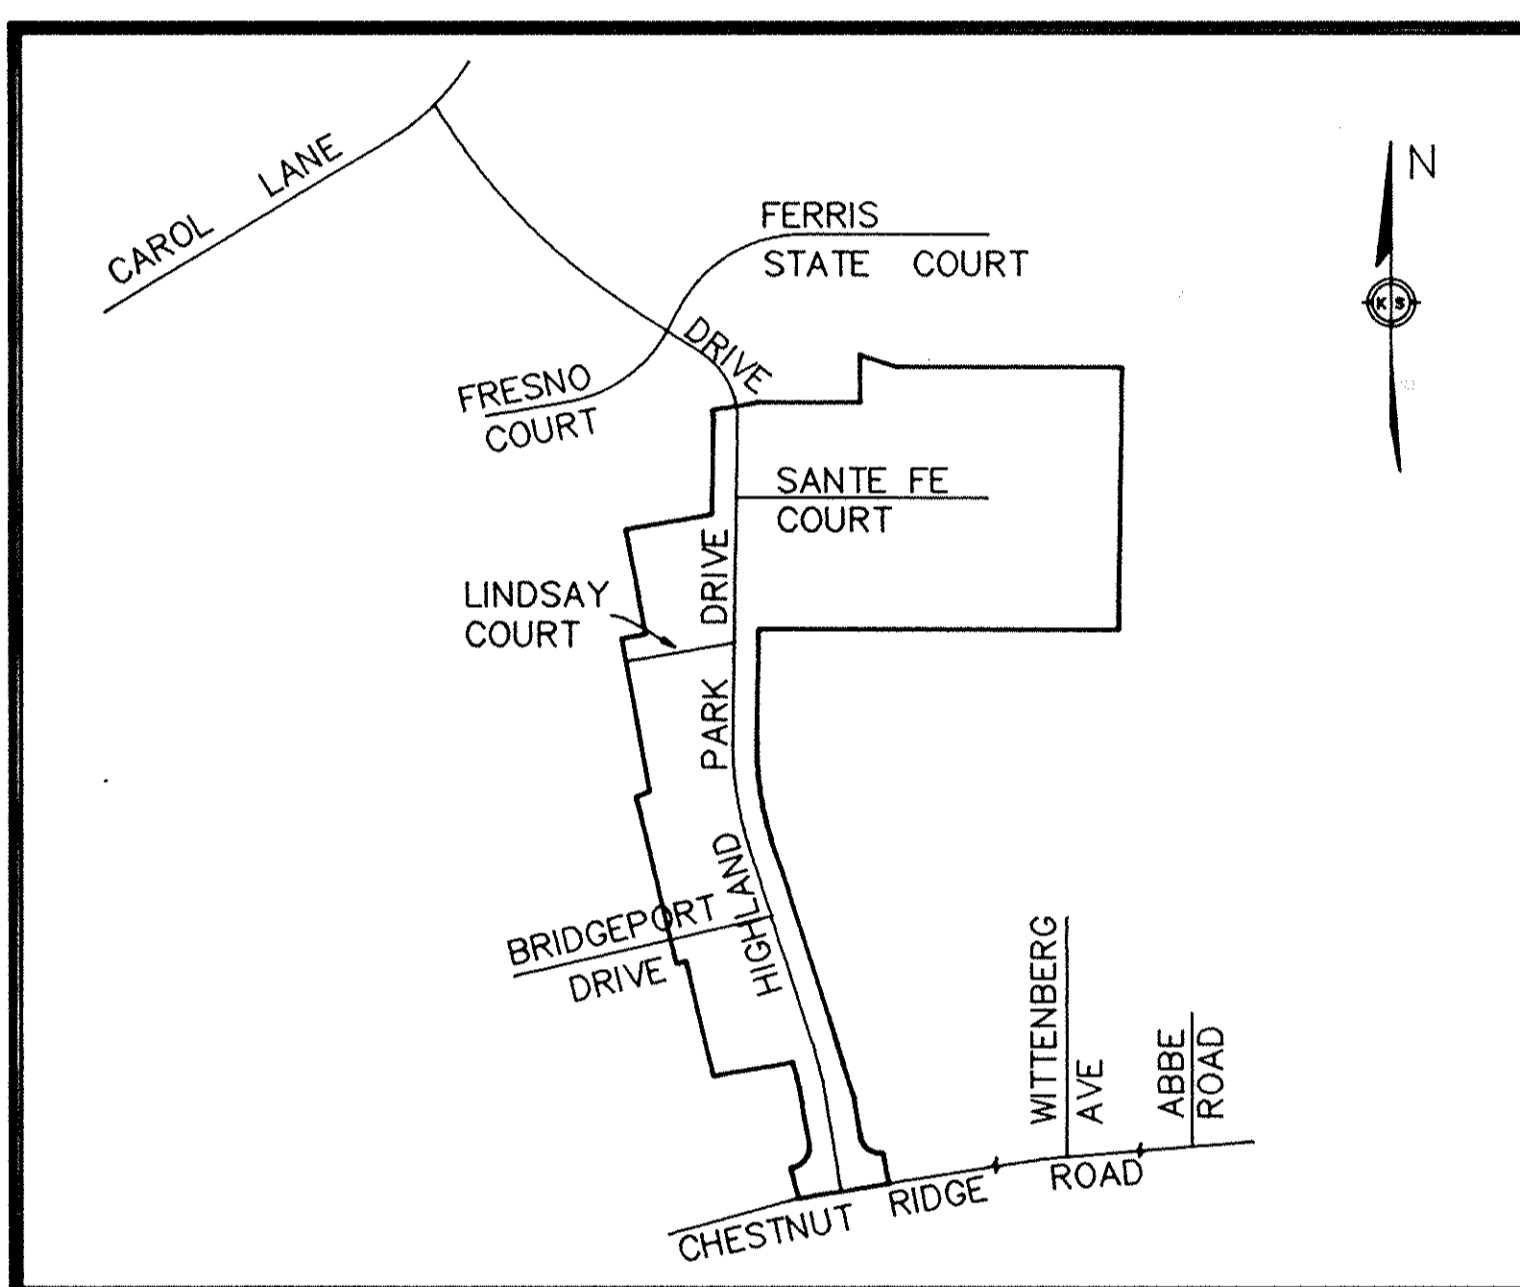 CAROL LANE
N
FERRIS
STATE COURT
K S
DRIVE
FRESNO
COURT
SANTE FE
COURT
LINDSAY
COURT
HIGHLAND PARK DRIVE
BRIDGEPORT
DRIVE
WITTENBERG
AVE
ABBE
ROAD
CHESTNUT RIDGE ROAD